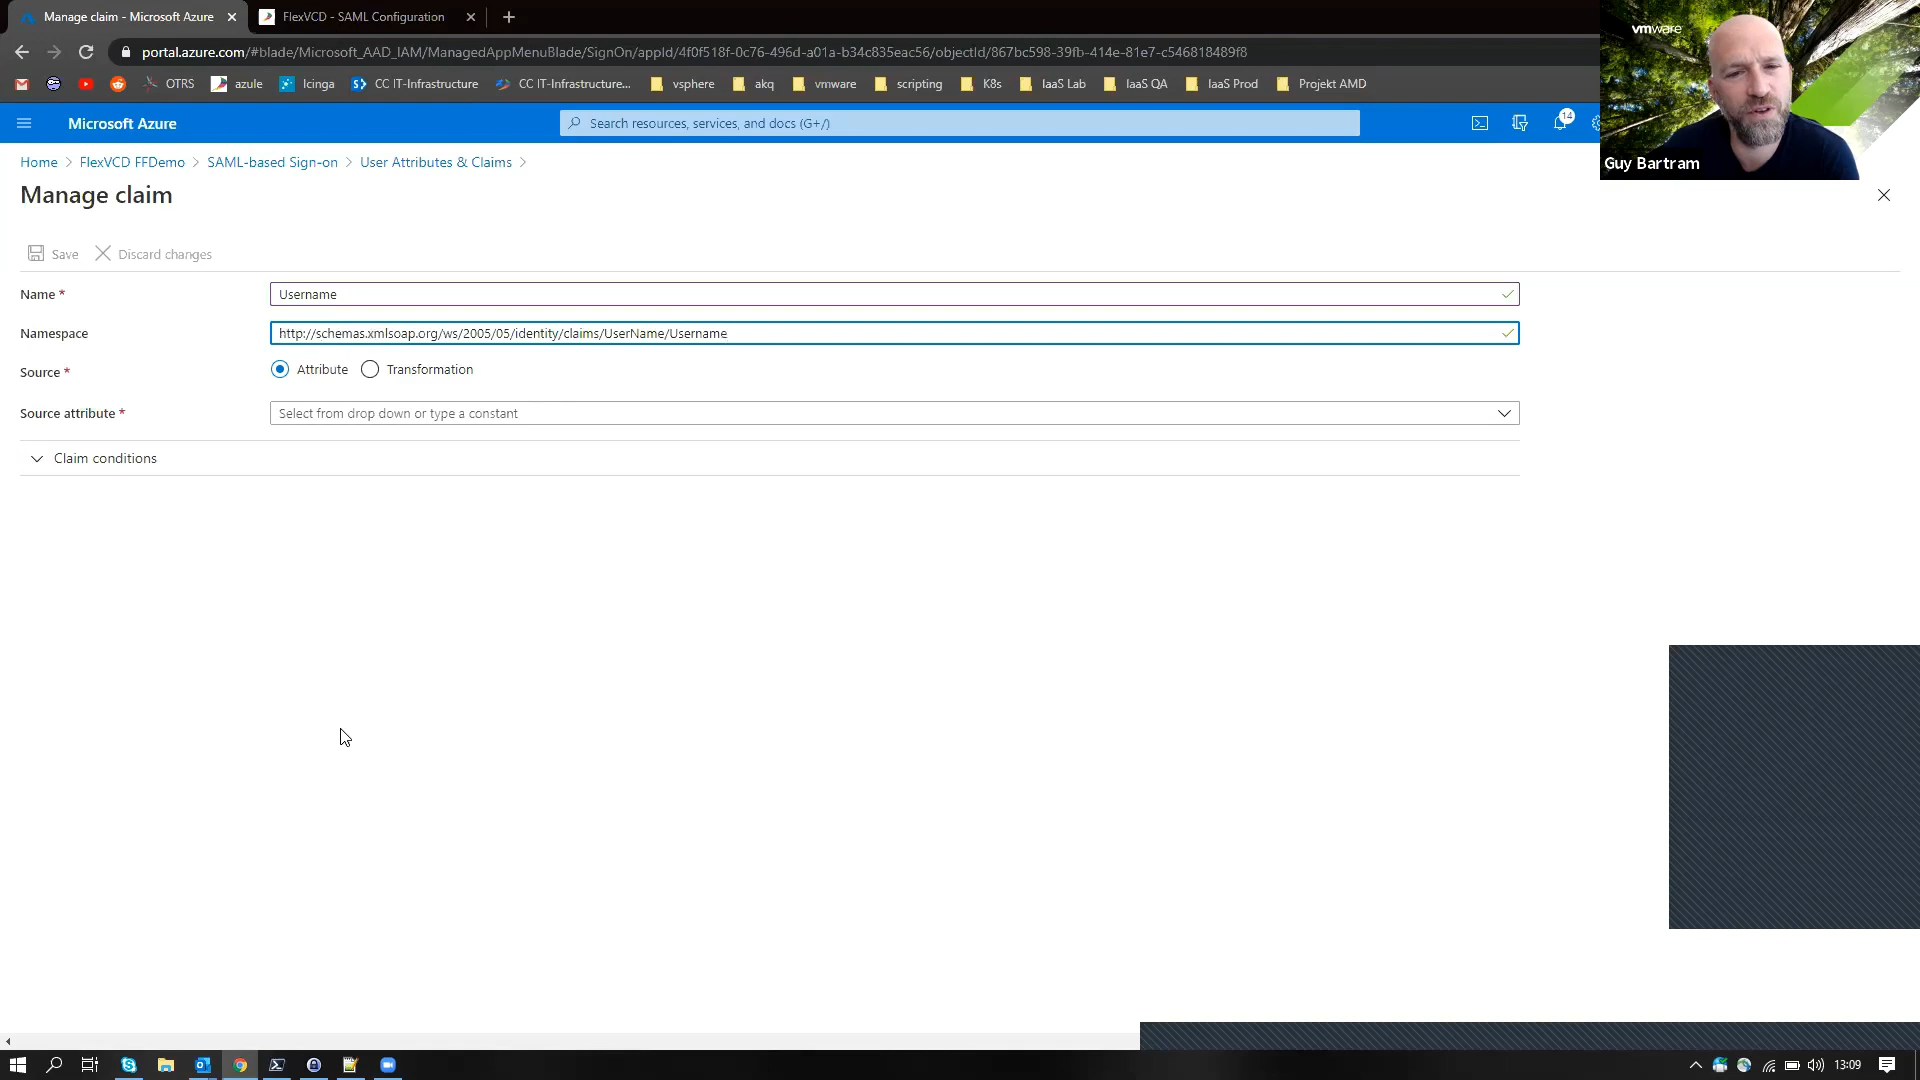 Manage claim - Microsoft Azure
FlexVCD - SAML Configuration
portal.azure.com/#blade/Microsoft_AAD_IAM/ManagedAppMenuBlade/SignOn/appId/4f0f518f-0c76-496d-a01a-b34c835eac56/objectId/867bc598-39fb-414e-81e7-c546818489f8
OTRS azule Icinga CC IT-Infrastructure CC IT-Infrastructure... vsphere akq vmware scripting K8s IaaS Lab IaaS QA IaaS Prod Projekt AMD
vmware
Guy Bartram
Microsoft Azure
Search resources, services, and docs (G+/)
14
Home > FlexVCD FFDemo > SAML-based Sign-on > User Attributes & Claims >
Manage claim
Save Discard changes
Name * Username
Namespace http://schemas.xmlsoap.org/ws/2005/05/identity/claims/UserName/Username
Source * Attribute Transformation
Source attribute * Select from drop down or type a constant
Claim conditions
13:09